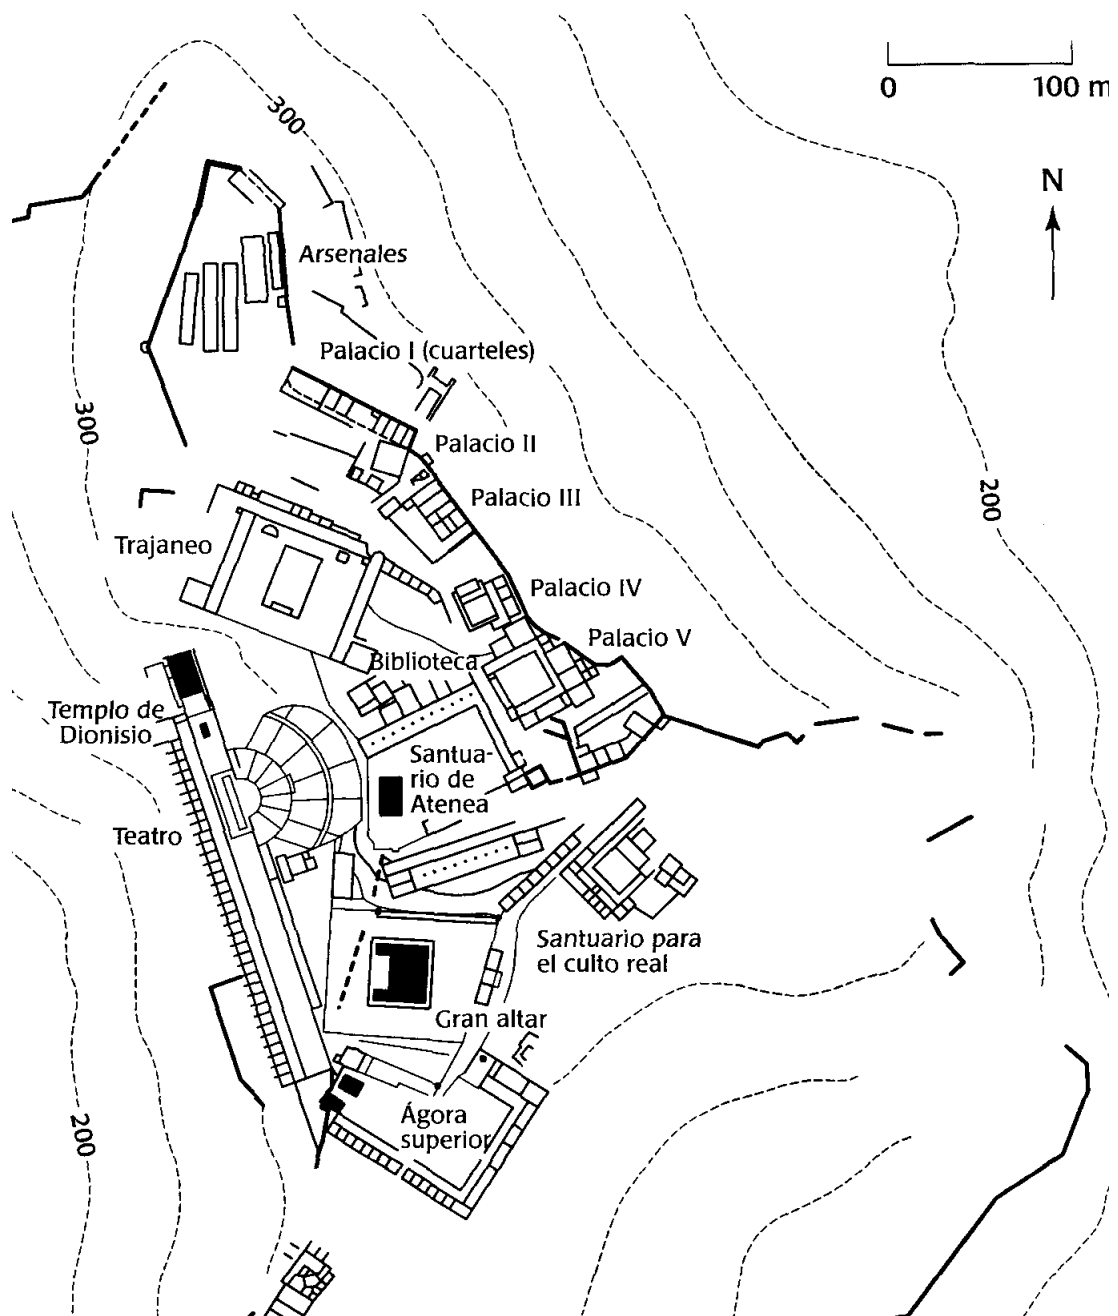 0 100 m
300
N
Arsenales
Palacio I (cuarteles)
300
Palacio II
Palacio III
200
Trajaneo
Palacio IV
Palacio V
Biblioteca
Templo de
Dionisio
Santua-
rio de
Atenea
Teatro
Santuario para
el culto real
Gran altar
Ágora
superior
200